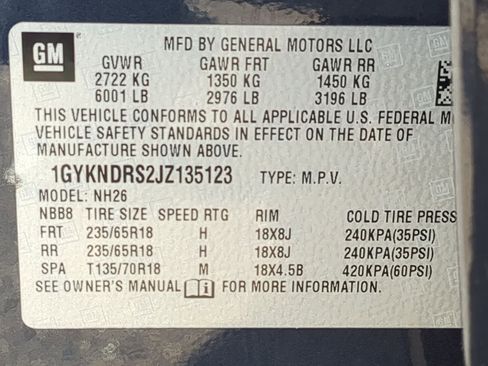 GM
MFD BY GENERAL MOTORS LLC
GVWR GAWR FRT GAWR RR
2722 KG 1350 KG 1450 KG
6001 LB 2976 LB 3196 LB
THIS VEHICLE CONFORMS TO ALL APPLICABLE U.S. FEDERAL M
VEHICLE SAFETY STANDARDS IN EFFECT ON THE DATE OF
MANUFACTURE SHOWN ABOVE.
1GYKNDRS2JZ135123 TYPE: M.P.V.
MODEL: NH26
NBB8 TIRE SIZE SPEED RTG RIM COLD TIRE PRESS
FRT 235/65R18 H 18X8J 240KPA(35PSI)
RR 235/65R18 H 18X8J 240KPA(35PSI)
SPA T135/70R18 M 18X4.5B 420KPA(60PSI)
SEE OWNER'S MANUAL FOR MORE INFORMATION.